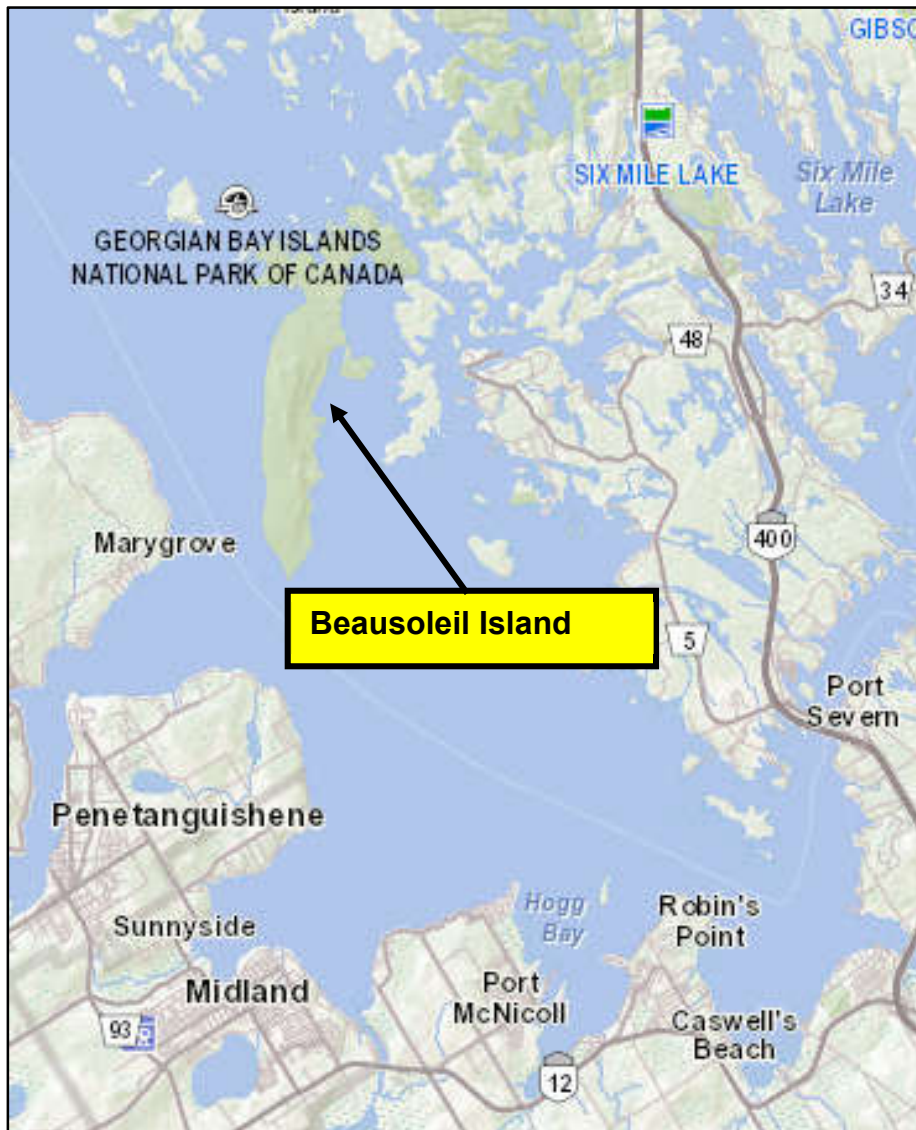 Island
GIBSO
SIX MILE LAKE
Six Mile
Lake
GEORGIAN BAY ISLANDS
NATIONAL PARK OF CANADA
34
48
Marygrove
400
Beausoleil Island
5
Port
Severn
Penetanguishene
Hogg
Bay
Robin's
Point
Sunnyside
Midland
Port
McNicoll
93
Caswell's
Beach
12